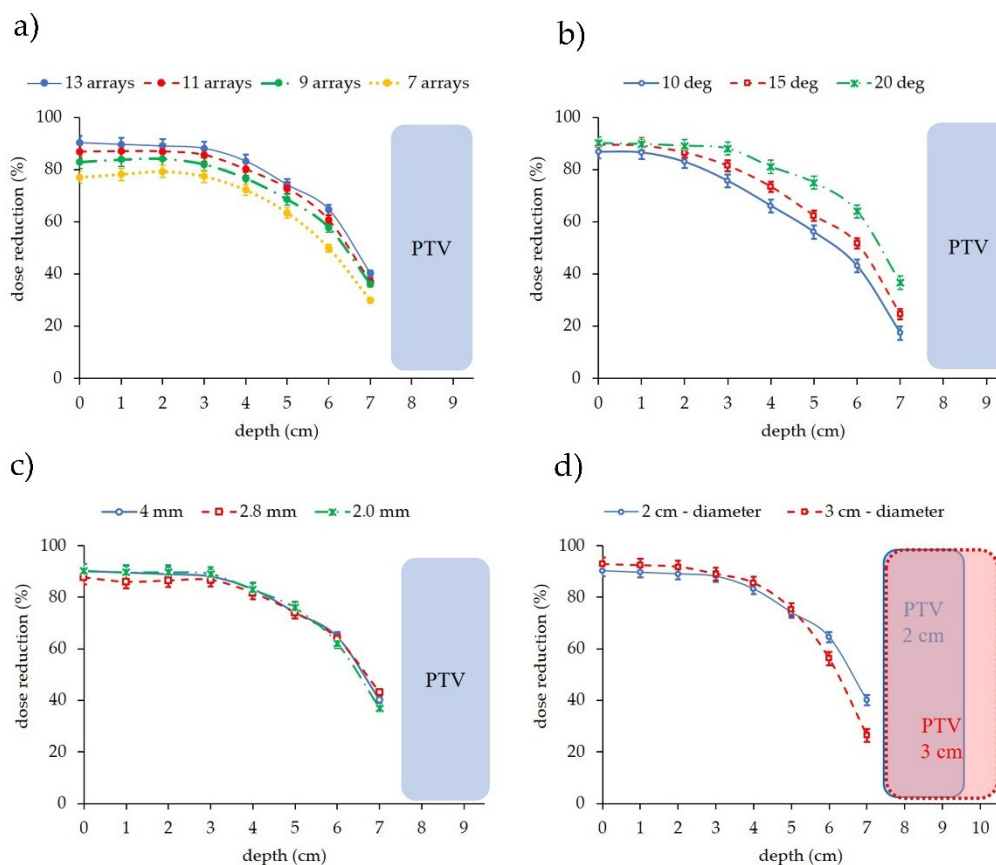 a)
13 arrays 11 arrays 9 arrays 7 arrays
dose reduction (%)
100
80
60
40
20
0
PTV
0 1 2 3 4 5 6 7 8 9
depth (cm)
b)
10 deg 15 deg 20 deg
dose reduction (%)
100
80
60
40
20
0
PTV
0 1 2 3 4 5 6 7 8 9
depth (cm)
c)
4 mm 2.8 mm 2.0 mm
dose reduction (%)
100
80
60
40
20
0
PTV
0 1 2 3 4 5 6 7 8 9
depth (cm)
d)
2 cm - diameter 3 cm - diameter
dose reduction (%)
100
80
60
40
20
0
PTV
2 cm
PTV
3 cm
0 1 2 3 4 5 6 7 8 9 10
depth (cm)